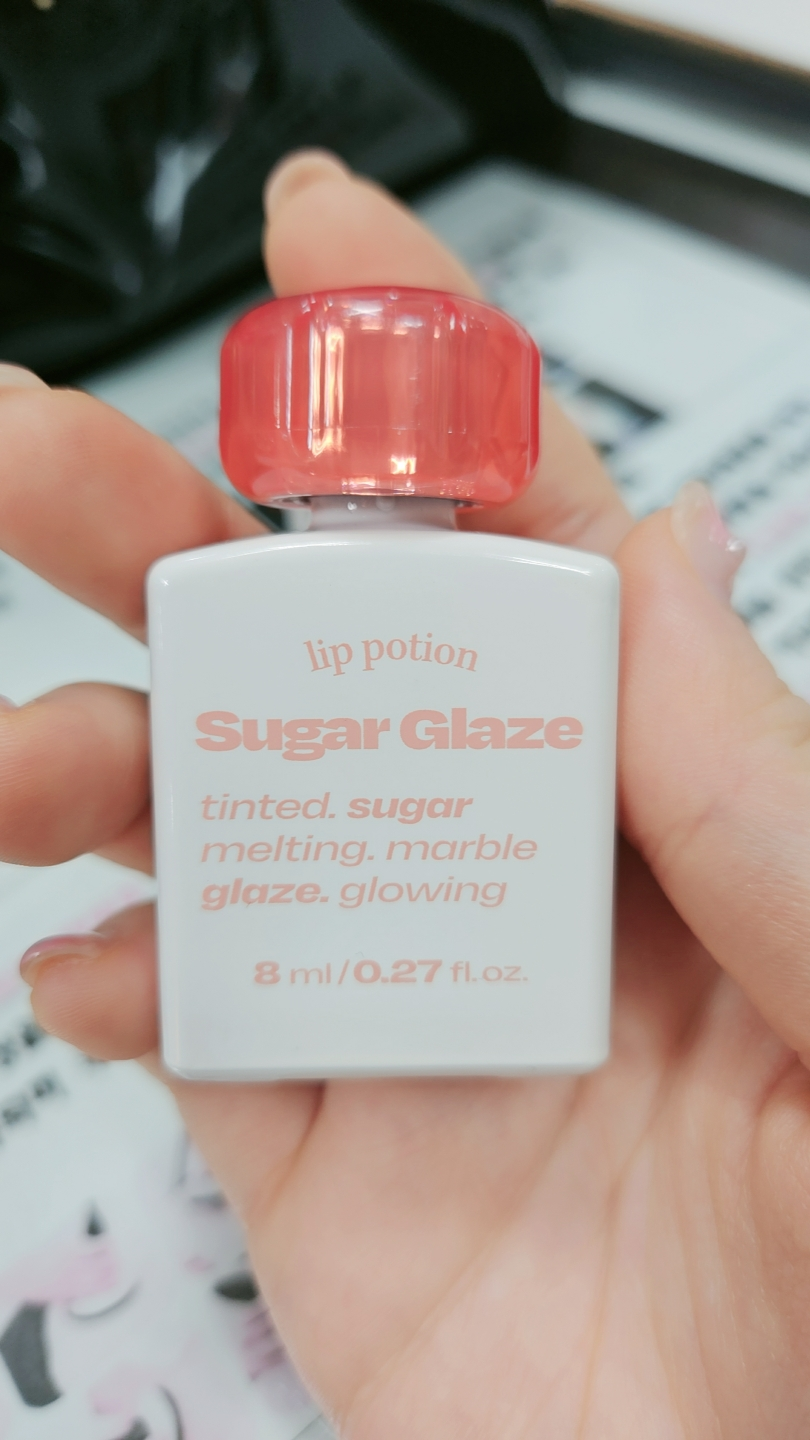 lip potion
Sugar Glaze
tinted. sugar
melting. marble
glaze. glowing
8 ml/0.27 fl.oz.